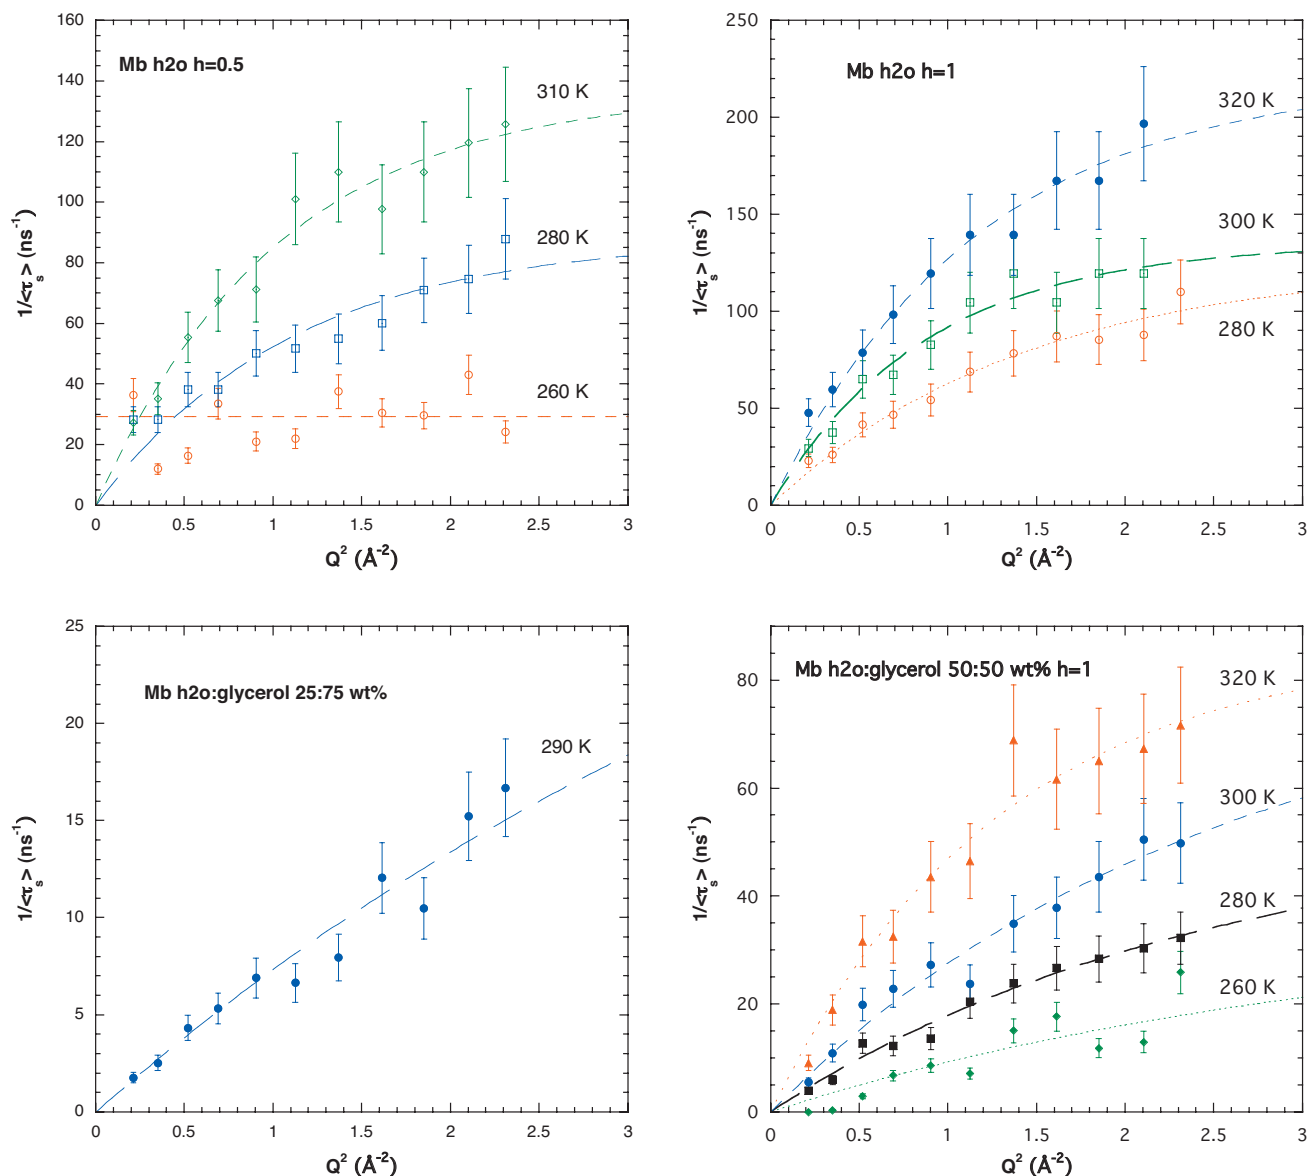 Mb h2o h=0.5
160
140
120
100
80
60
40
20
0
1/<τs> (ns-1)
310 K
280 K
260 K
0
0.5
1
1.5
2
2.5
3
Q2 (Å-2)
Mb h2o h=1
250
200
150
100
50
0
1/<τs> (ns-1)
320 K
300 K
280 K
0
0.5
1
1.5
2
2.5
3
Q2 (Å-2)
Mb h2o:glycerol 25:75 wt%
25
20
15
10
5
0
1/<τs> (ns-1)
290 K
0
0.5
1
1.5
2
2.5
3
Q2 (Å-2)
Mb h2o:glycerol 50:50 wt% h=1
80
60
40
20
0
1/<τs> (ns-1)
320 K
300 K
280 K
260 K
0
0.5
1
1.5
2
2.5
3
Q2 (Å-2)